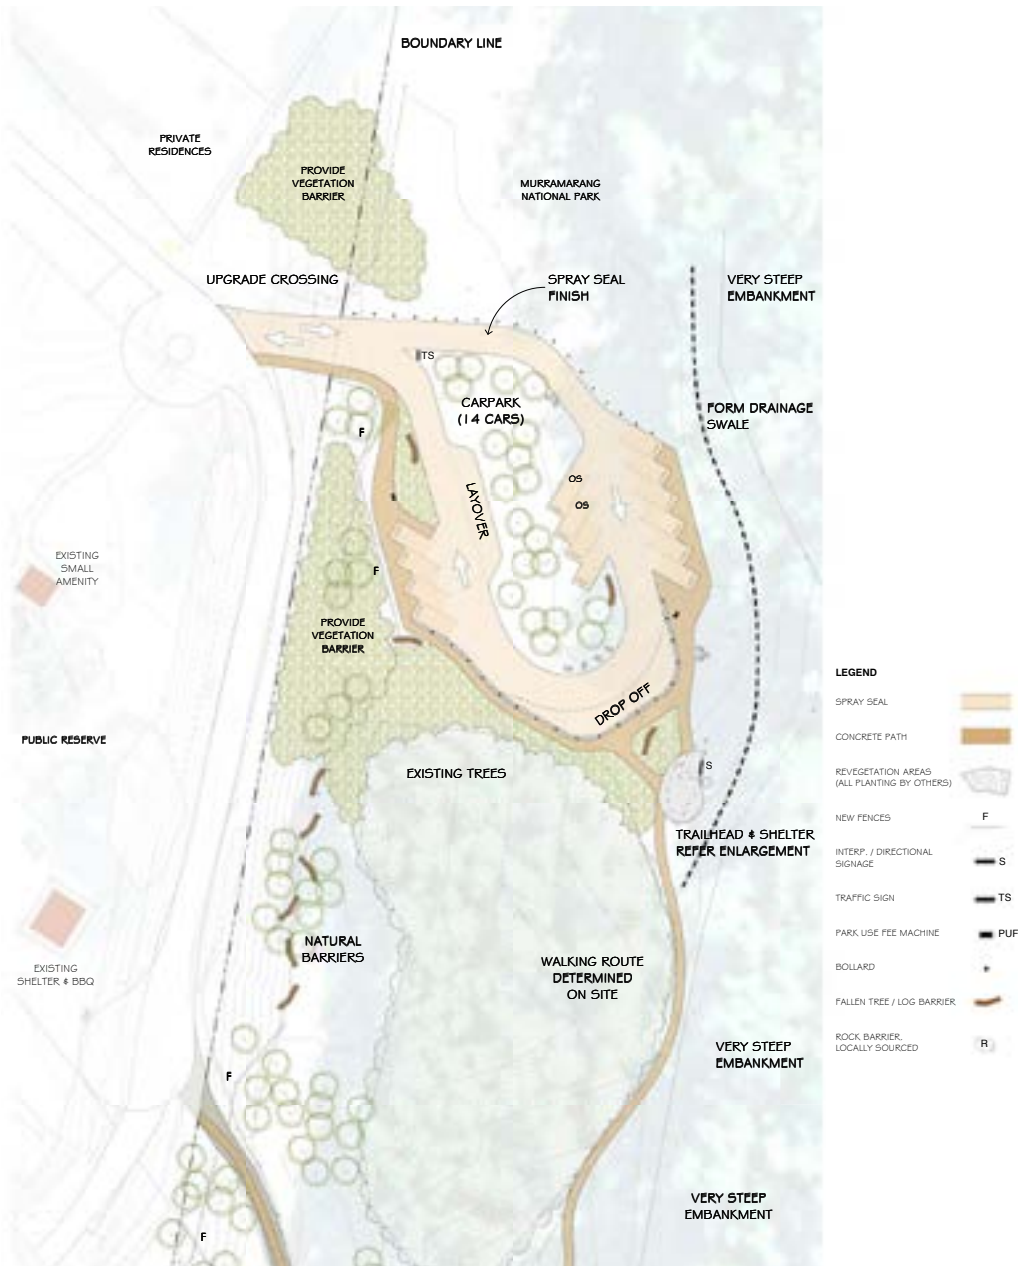 BOUNDARY LINE
PRIVATE
RESIDENCES
PROVIDE
VEGETATION
BARRIER
MURRAMARANG
NATIONAL PARK
UPGRADE CROSSING
SPRAY SEAL
FINISH
VERY STEEP
EMBANKMENT
TS
CARPARK
(14 CARS)
FORM DRAINAGE
SWALE
F
LAYOVER
OS
OS
EXISTING
SMALL
AMENITY
F
PROVIDE
VEGETATION
BARRIER
DROP OFF
PUBLIC RESERVE
EXISTING TREES
S
TRAILHEAD & SHELTER
REFER ENLARGEMENT
NATURAL
BARRIERS
WALKING ROUTE
DETERMINED
ON SITE
EXISTING
SHELTER & BBQ
VERY STEEP
EMBANKMENT
F
VERY STEEP
EMBANKMENT
F
LEGEND
SPRAY SEAL
CONCRETE PATH
REVEGETATION AREAS
(ALL PLANTING BY OTHERS)
NEW FENCES
F
INTERP. / DIRECTIONAL
SIGNAGE
S
TRAFFIC SIGN
TS
PARK USE FEE MACHINE
PUF
BOLLARD
FALLEN TREE / LOG BARRIER
ROCK BARRIER,
LOCALLY SOURCED
R